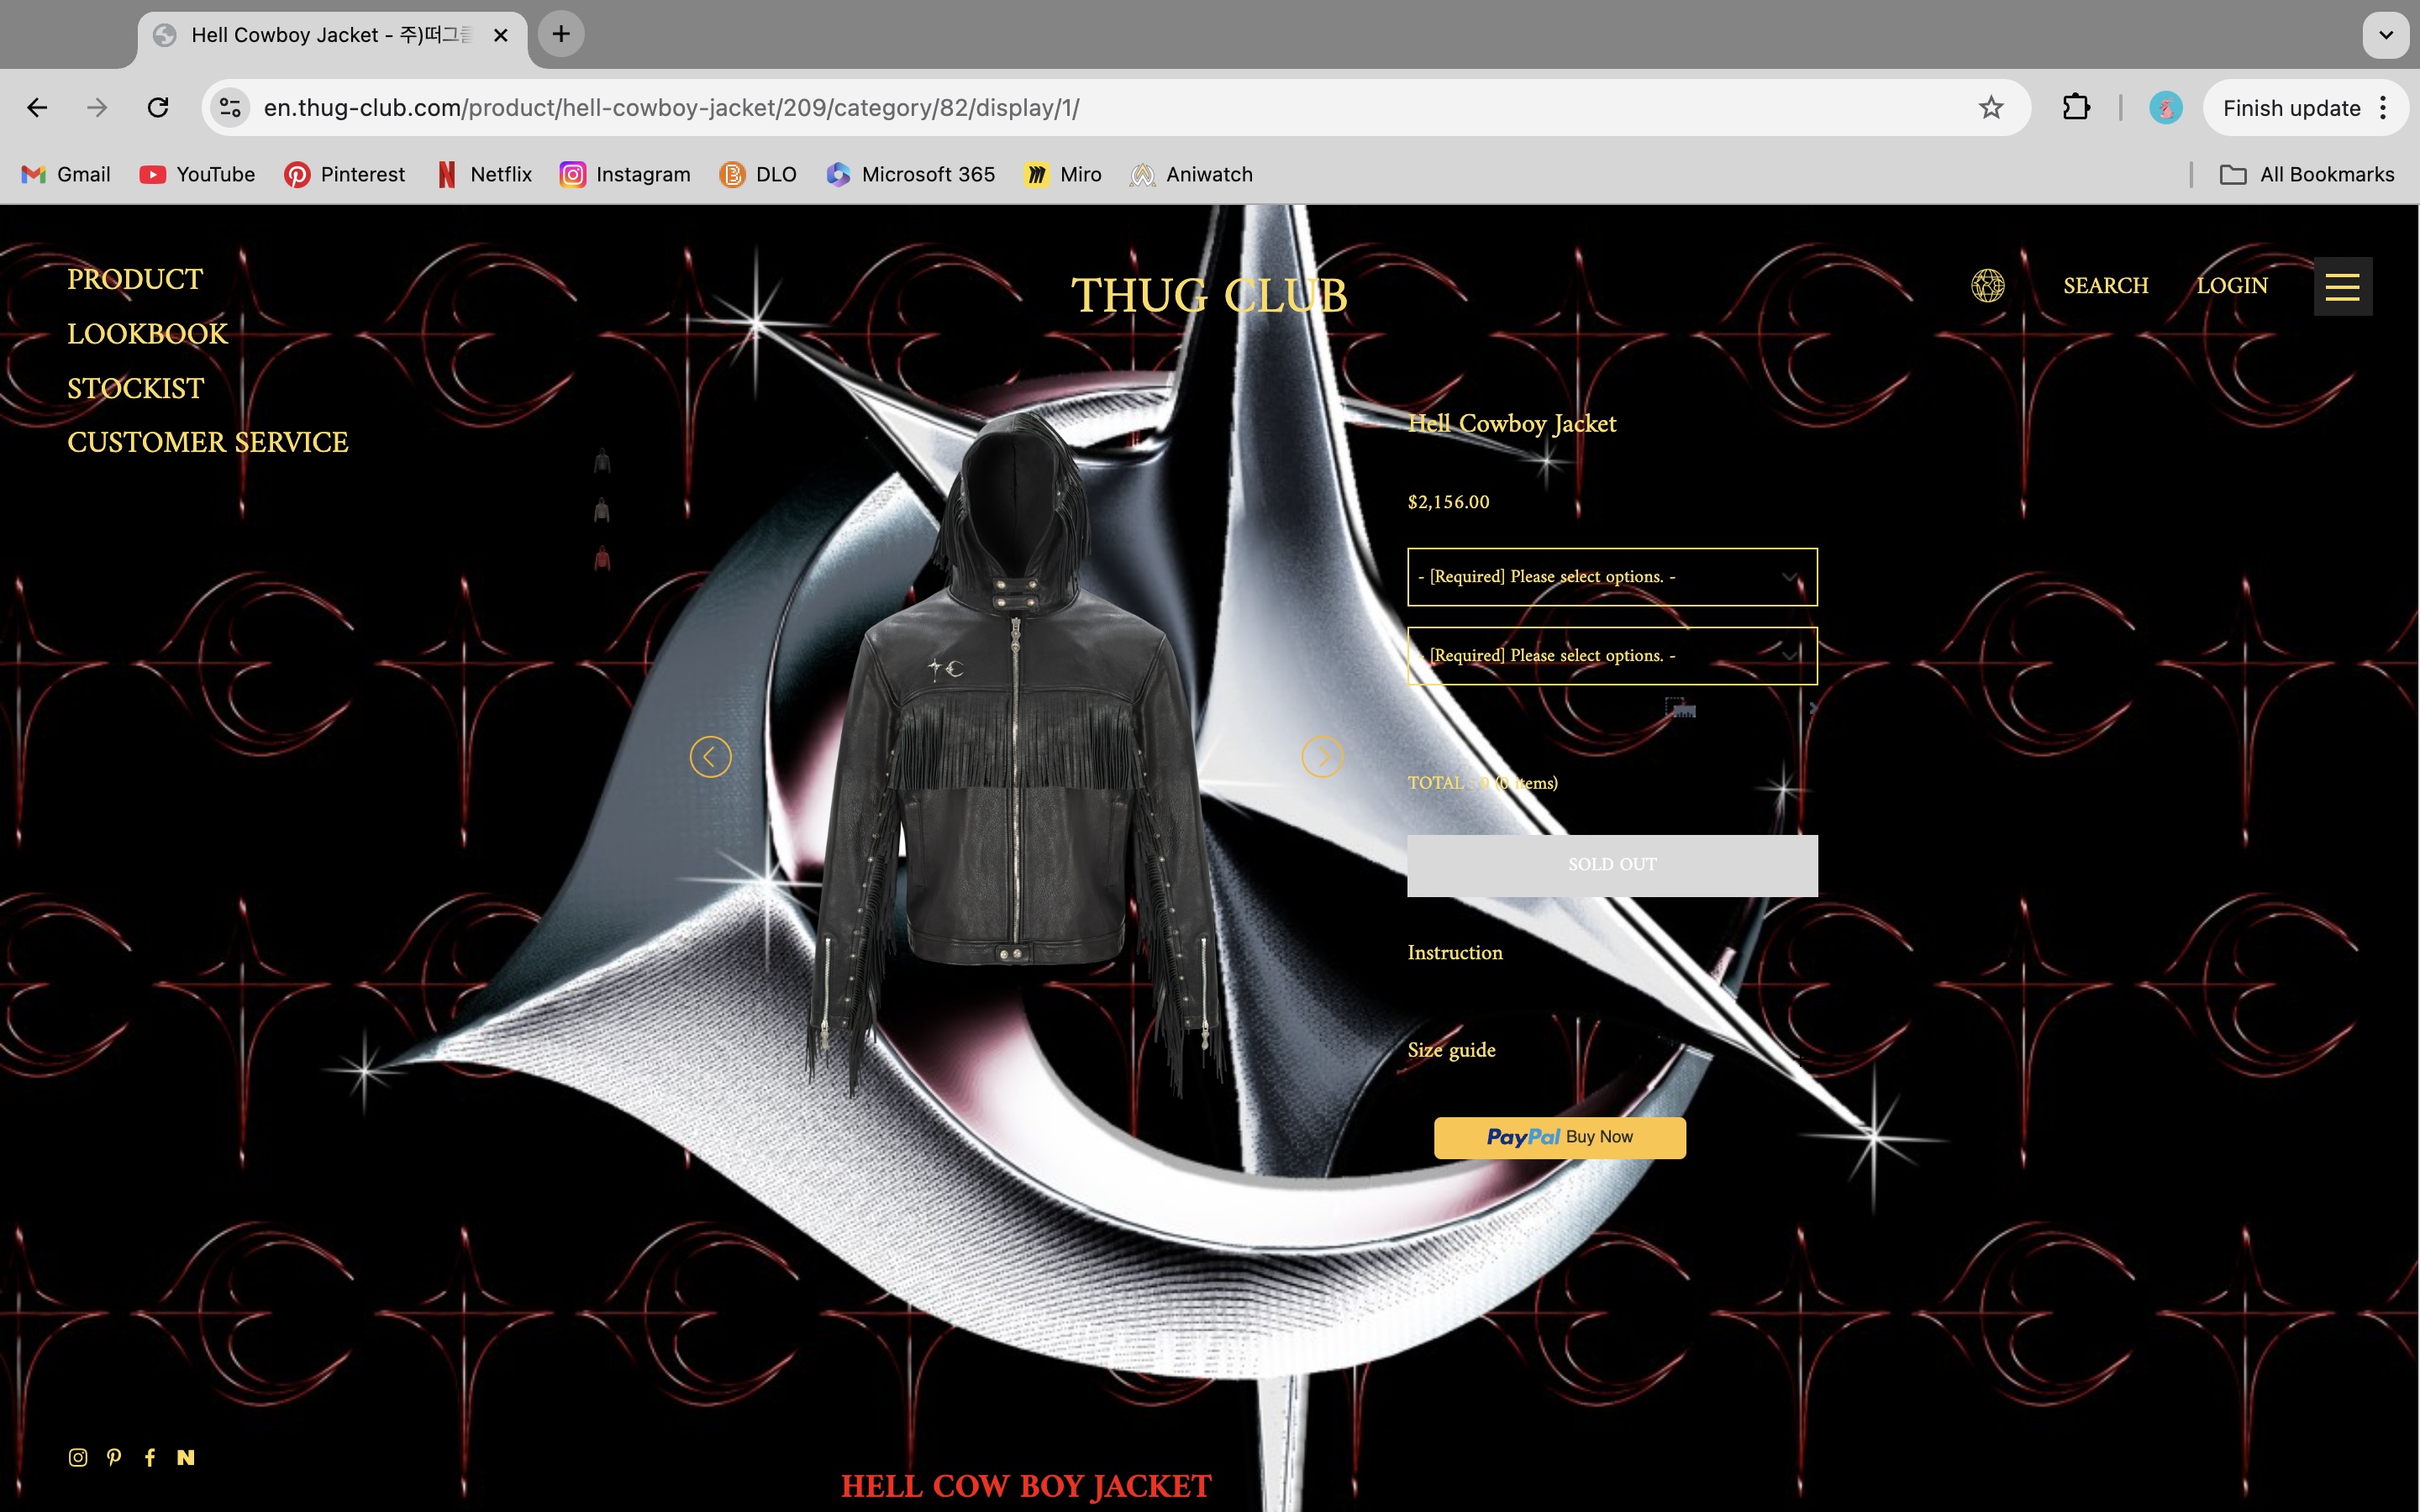 Hell Cowboy Jacket - 주)떠그클
Finish update
en.thug-club.com/product/hell-cowboy-jacket/209/category/82/display/1/
Gmail YouTube Pinterest Netflix Instagram DLO Microsoft 365 Miro Aniwatch All Bookmarks
PRODUCT
LOOKBOOK
STOCKIST
CUSTOMER SERVICE
THUG CLUB
SEARCH LOGIN
Hell Cowboy Jacket
$2,156.00
- [Required] Please select options. -
- [Required] Please select options. -
TOTAL : 0 (0 items)
SOLD OUT
Instruction
Size guide
PayPal Buy Now
HELL COW BOY JACKET